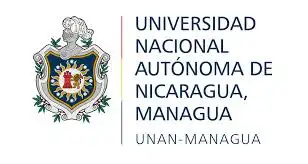 UNIVERSIDAD
NACIONAL
AUTÓNOMA DE
NICARAGUA,
MANAGUA
UNAN-MANAGUA